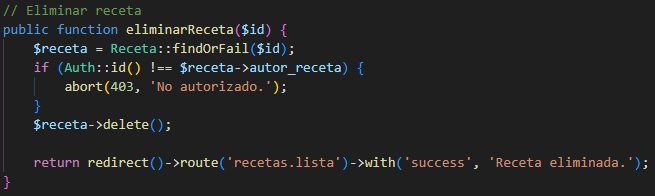 // Eliminar receta
public function eliminarReceta($id) {
    $receta = Receta::findOrFail($id);
    if (Auth::id() !== $receta->autor_receta) {
        abort(403, 'No autorizado.');
    }
    $receta->delete();

    return redirect()->route('recetas.lista')->with('success', 'Receta eliminada.');
}